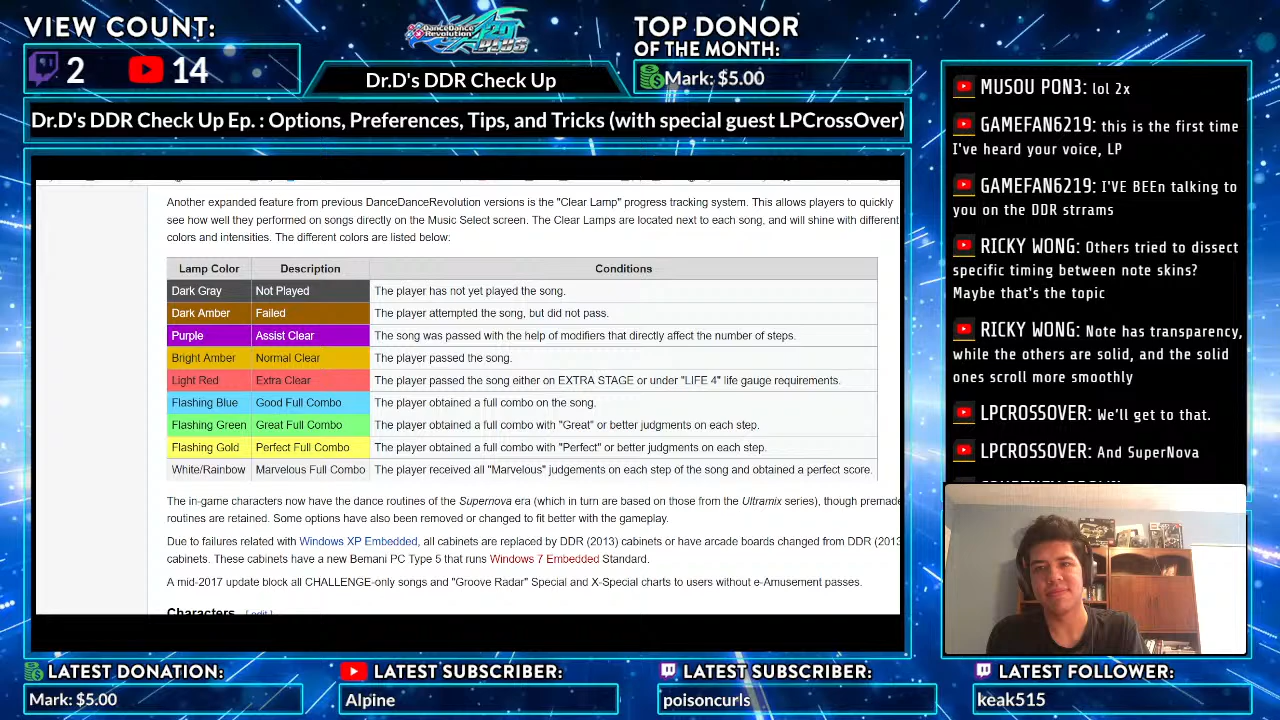 VIEW COUNT:
2
14
DanceDanceRevolution A20 PLUS
Dr.D's DDR Check Up
TOP DONOR
OF THE MONTH:
Mark: $5.00
Dr.D's DDR Check Up Ep. : Options, Preferences, Tips, and Tricks (with special guest LPCrossOver)
Another expanded feature from previous DanceDanceRevolution versions is the "Clear Lamp" progress tracking system. This allows players to quickly
see how well they performed on songs directly on the Music Select screen. The Clear Lamps are located next to each song, and will shine with different
colors and intensities. The different colors are listed below:
Lamp Color Description Conditions
Dark Gray Not Played The player has not yet played the song.
Dark Amber Failed The player attempted the song, but did not pass.
Purple Assist Clear The song was passed with the help of modifiers that directly affect the number of steps.
Bright Amber Normal Clear The player passed the song.
Light Red Extra Clear The player passed the song either on EXTRA STAGE or under "LIFE 4" life gauge requirements.
Flashing Blue Good Full Combo The player obtained a full combo on the song.
Flashing Green Great Full Combo The player obtained a full combo with "Great" or better judgments on each step.
Flashing Gold Perfect Full Combo The player obtained a full combo with "Perfect" or better judgments on each step.
White/Rainbow Marvelous Full Combo The player received all "Marvelous" judgements on each step of the song and obtained a perfect score.
The in-game characters now have the dance routines of the Supernova era (which in turn are based on those from the Ultramix series), though premade
routines are retained. Some options have also been removed or changed to fit better with the gameplay.
Due to failures related with Windows XP Embedded, all cabinets are replaced by DDR (2013) cabinets or have arcade boards changed from DDR (2013
cabinets. These cabinets have a new Bemani PC Type 5 that runs Windows 7 Embedded Standard.
A mid-2017 update block all CHALLENGE-only songs and "Groove Radar" Special and X-Special charts to users without e-Amusement passes.
Characters [ edit ]
MUSOU PON3: lol 2x
GAMEFAN6219: this is the first time
I've heard your voice, LP
GAMEFAN6219: I'VE BEEn talking to
you on the DDR strrams
RICKY WONG: Others tried to dissect
specific timing between note skins?
Maybe that's the topic
RICKY WONG: Note has transparency,
while the others are solid, and the solid
ones scroll more smoothly
LPCROSSOVER: We'll get to that.
LPCROSSOVER: And SuperNova
LATEST DONATION:
Mark: $5.00
LATEST SUBSCRIBER:
Alpine
LATEST SUBSCRIBER:
poisoncurls
LATEST FOLLOWER:
keak515